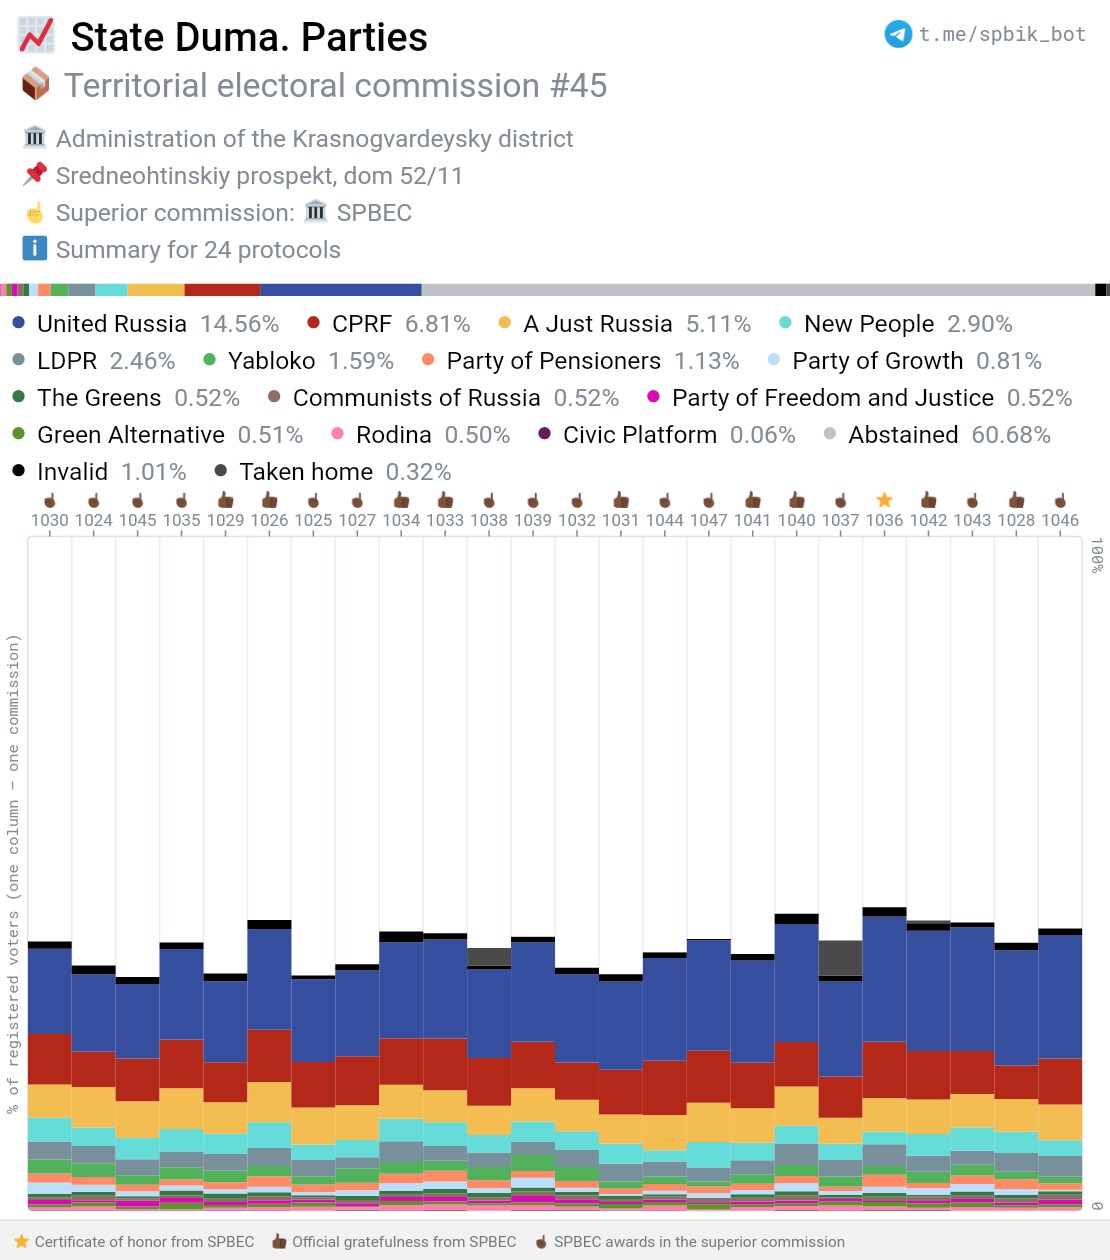 State Duma. Parties
t.me/spbik_bot
Territorial electoral commission #45
Administration of the Krasnogvardeysky district
Sredneohtinskiy prospekt, dom 52/11
Superior commission: SPBEC
Summary for 24 protocols
United Russia 14.56% CPRF 6.81% A Just Russia 5.11% New People 2.90%
LDPR 2.46% Yabloko 1.59% Party of Pensioners 1.13% Party of Growth 0.81%
The Greens 0.52% Communists of Russia 0.52% Party of Freedom and Justice 0.52%
Green Alternative 0.51% Rodina 0.50% Civic Platform 0.06% Abstained 60.68%
Invalid 1.01% Taken home 0.32%
1030 1024 1045 1035 1029 1026 1025 1027 1034 1033 1038 1039 1032 1031 1044 1047 1041 1040 1037 1036 1042 1043 1028 1046
100%
% of registered voters (one column – one commission)
0
Certificate of honor from SPBEC Official gratefulness from SPBEC SPBEC awards in the superior commission